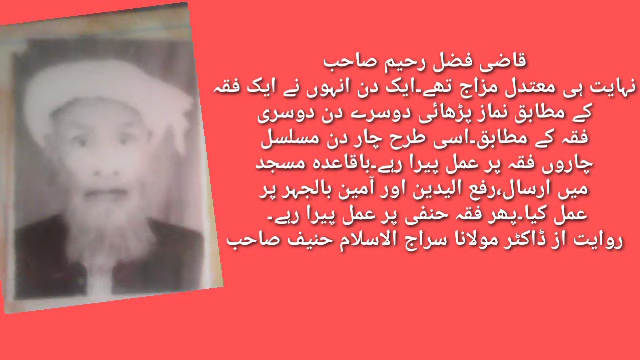 قاضی فضل رحیم صاحب
نہایت ہی معتدل مزاج تھے۔ایک دن انہوں نے ایک فقہ
کے مطابق نماز پڑھائی دوسرے دن دوسری
فقہ کے مطابق۔اسی طرح چار دن مسلسل
چاروں فقہ پر عمل پیرا رہے۔باقاعدہ مسجد
میں ارسال،رفع الیدین اور آمین بالجہر پر
عمل کیا۔پھر فقہ حنفی پر عمل پیرا رہے۔
روایت از ڈاکٹر مولانا سراج الاسلام حنیف صاحب